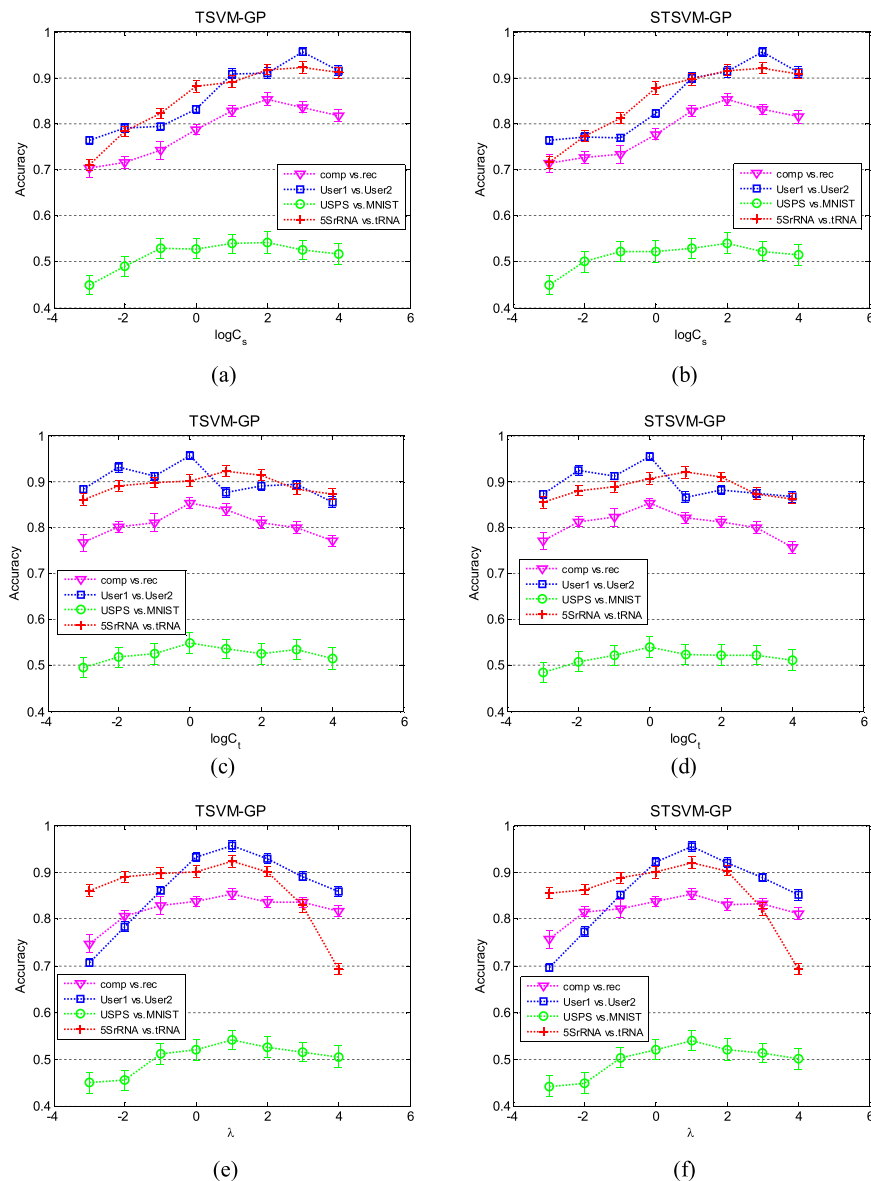 TSVM-GP
1
0.9
0.8
0.7
0.6
0.5
0.4
Accuracy
comp vs.rec
User1 vs.User2
USPS vs.MNIST
5SrRNA vs.tRNA
-4 -2 0 2 4 6
logC_s
(a)
STSVM-GP
1
0.9
0.8
0.7
0.6
0.5
0.4
Accuracy
comp vs.rec
User1 vs.User2
USPS vs.MNIST
5SrRNA vs.tRNA
-4 -2 0 2 4 6
logC_s
(b)
TSVM-GP
1
0.9
0.8
0.7
0.6
0.5
0.4
Accuracy
comp vs.rec
User1 vs.User2
USPS vs.MNIST
5SrRNA vs.tRNA
-4 -2 0 2 4 6
logC_t
(c)
STSVM-GP
1
0.9
0.8
0.7
0.6
0.5
0.4
Accuracy
comp vs.rec
User1 vs.User2
USPS vs.MNIST
5SrRNA vs.tRNA
-4 -2 0 2 4 6
logC_t
(d)
TSVM-GP
1
0.9
0.8
0.7
0.6
0.5
0.4
Accuracy
comp vs.rec
User1 vs.User2
USPS vs.MNIST
5SrRNA vs.tRNA
-4 -2 0 2 4 6
λ
(e)
STSVM-GP
1
0.9
0.8
0.7
0.6
0.5
0.4
Accuracy
comp vs.rec
User1 vs.User2
USPS vs.MNIST
5SrRNA vs.tRNA
-4 -2 0 2 4 6
λ
(f)